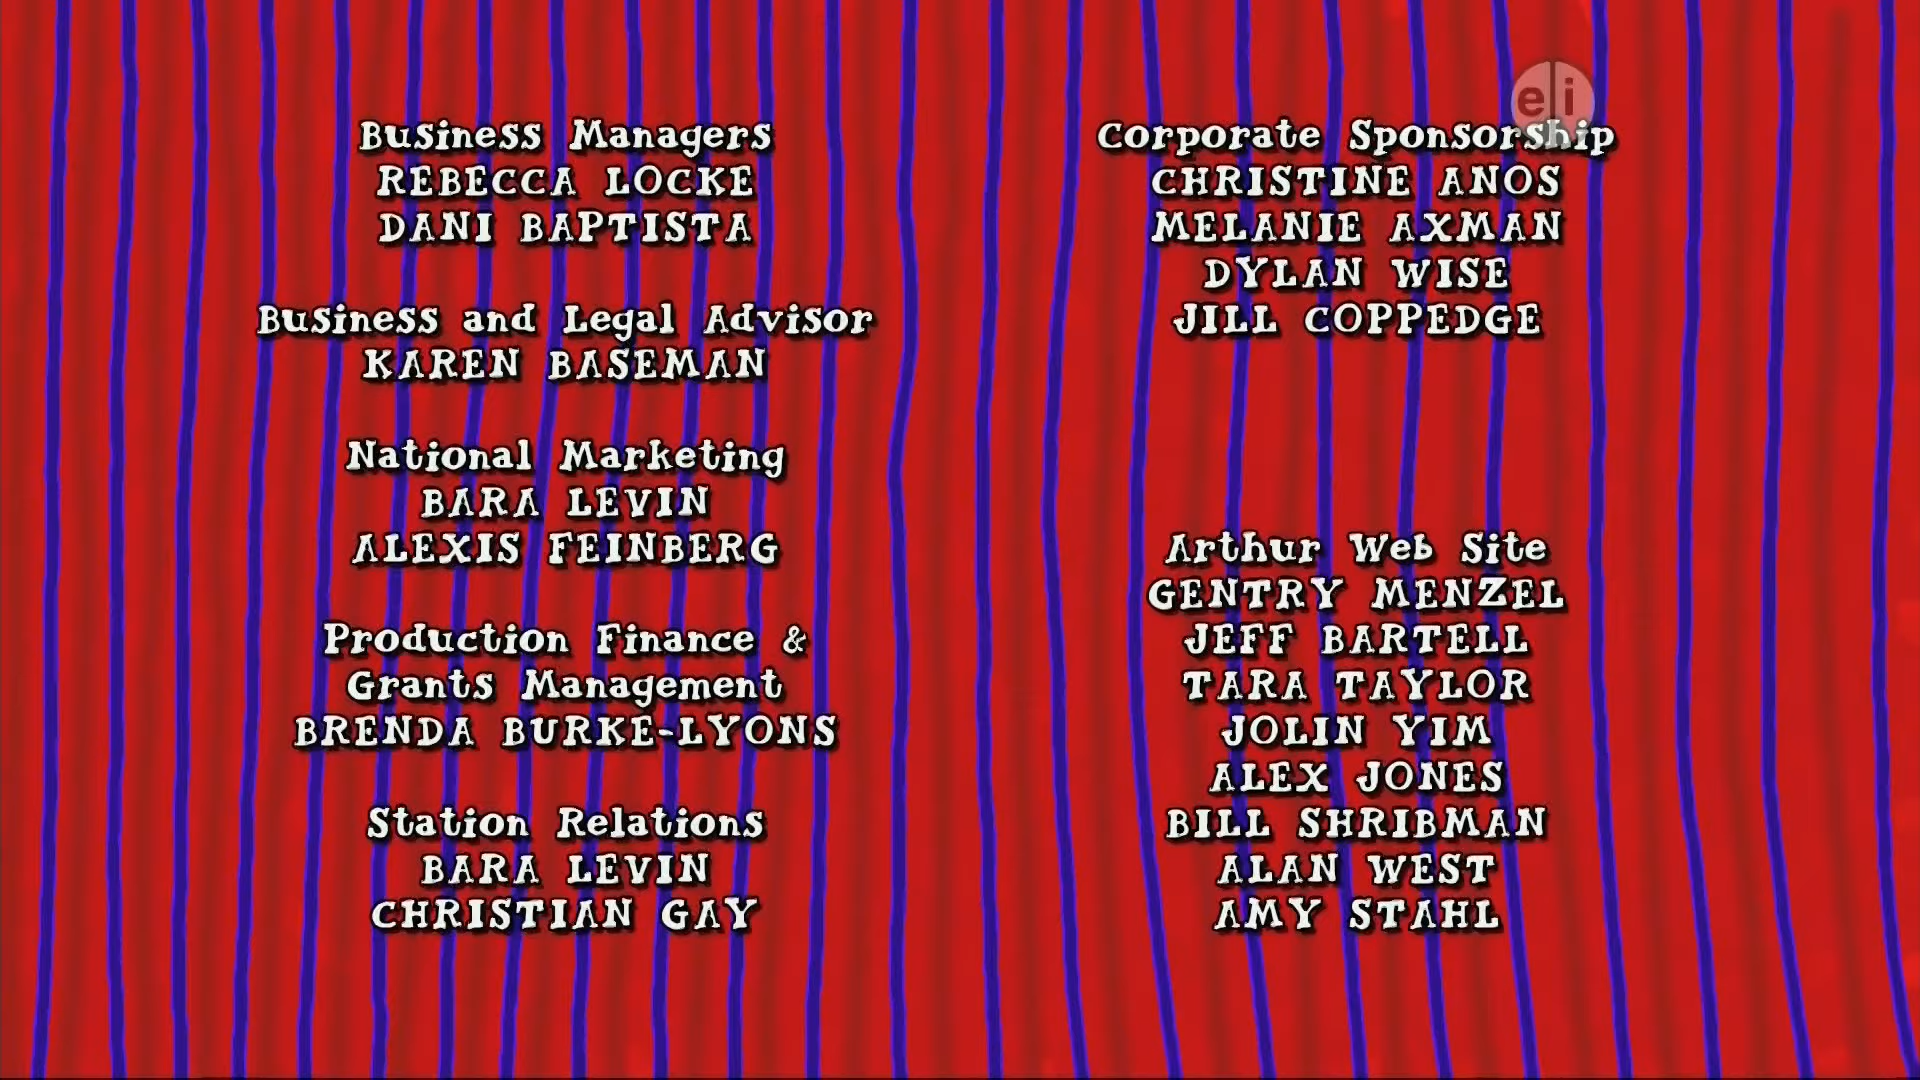 Business Managers
REBECCA LOCKE
DANI BAPTISTA
Business and Legal Advisor
KAREN BASEMAN
National Marketing
BARA LEVIN
ALEXIS FEINBERG
Production Finance &
Grants Management
BRENDA BURKE-LYONS
Station Relations
BARA LEVIN
CHRISTIAN GAY
eli
Corporate Sponsorship
CHRISTINE ANOS
MELANIE AXMAN
DYLAN WISE
JILL COPPEDGE
Arthur Web Site
GENTRY MENZEL
JEFF BARTELL
TARA TAYLOR
JOLIN YIM
ALEX JONES
BILL SHRIBMAN
ALAN WEST
AMY STAHL